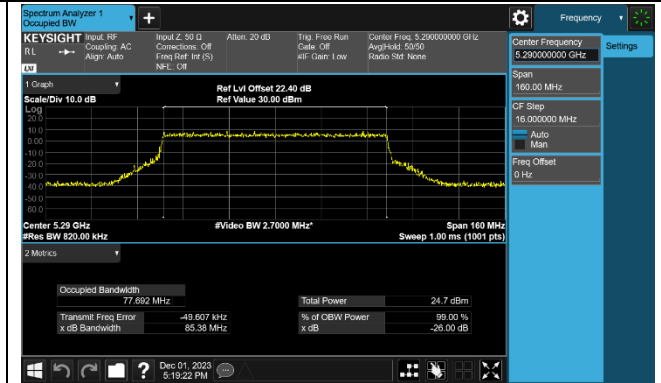 Spectrum Analyzer 1
Occupied BW
+
Frequency
KEYSIGHT Input: RF Input Z: 50 Ω Atten: 20 dB Trig: Free Run Center Freq: 5.290000000 GHz
RL Coupling: AC Corrections: Off Gate: Off Avg|Hold: 50/50
Align: Auto Freq Ref: Int (S) #IF Gain: Low Radio Std: None
LXI NFE: Off
1 Graph
Ref Lvl Offset 22.40 dB
Scale/Div 10.0 dB Ref Value 30.00 dBm
Log
20.0
10.0
0.00
-10.0
-20.0
-30.0
-40.0
-50.0
-60.0
Center 5.29 GHz #Video BW 2.7000 MHz* Span 160 MHz
#Res BW 820.00 kHz Sweep 1.00 ms (1001 pts)
2 Metrics
Occupied Bandwidth
77.692 MHz Total Power 24.7 dBm
Transmit Freq Error -49.607 kHz % of OBW Power 99.00 %
x dB Bandwidth 85.38 MHz x dB -26.00 dB
? Dec 01, 2023
5:19:22 PM
Center Frequency
5.290000000 GHz
Settings
Span
160.00 MHz
CF Step
16.000000 MHz
Auto
Man
Freq Offset
0 Hz